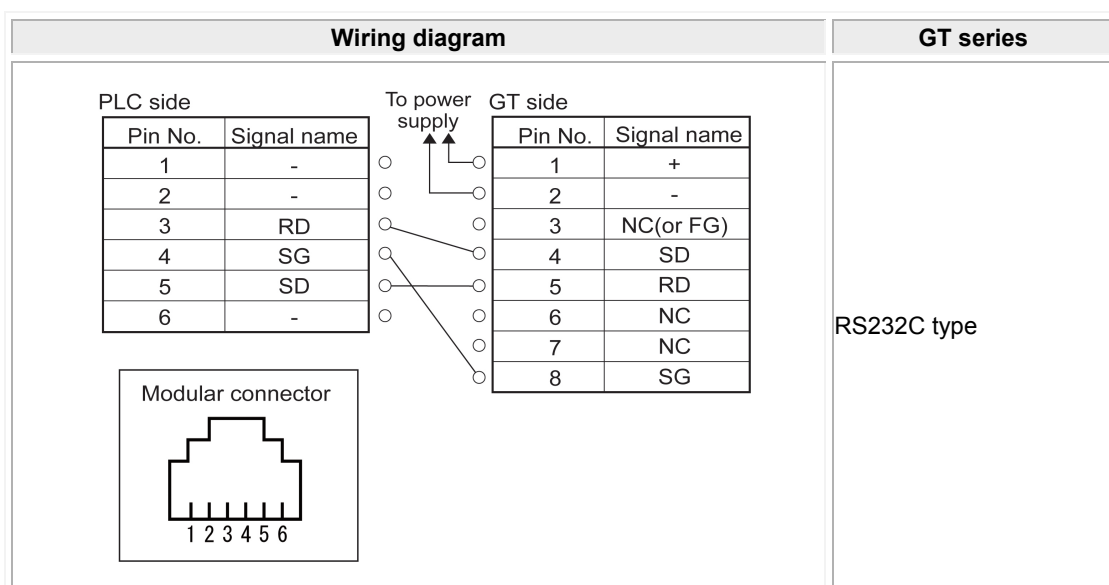 Wiring diagram GT series
PLC side To power supply GT side
Pin No. Signal name Pin No. Signal name
1 - 1 +
2 - 2 -
3 RD 3 NC(or FG)
4 SG 4 SD
5 SD 5 RD
6 - 6 NC
7 NC
8 SG
RS232C type
Modular connector
1 2 3 4 5 6